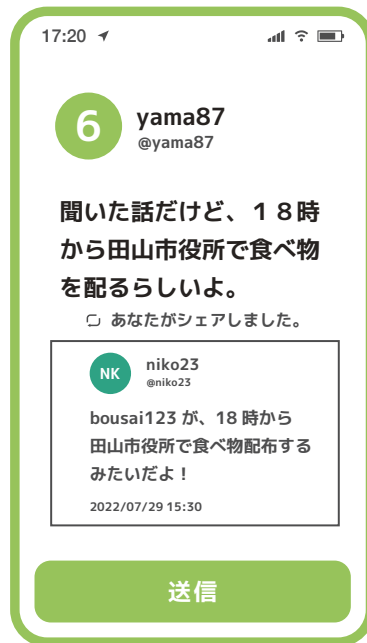 17:20
6
yama87
@yama87
聞いた話だけど、１８時
から田山市役所で食べ物
を配るらしいよ。
あなたがシェアしました。
NK
niko23
@niko23
bousai123 が、18 時から
田山市役所で食べ物配布する
みたいだよ！
2022/07/29 15:30
送信